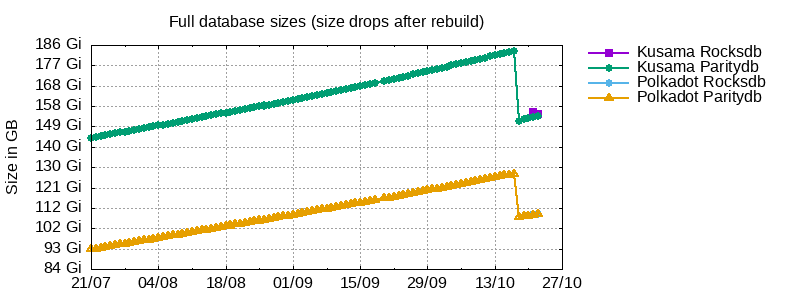 Full database sizes (size drops after rebuild)
Size in GB
186 Gi
177 Gi
168 Gi
158 Gi
149 Gi
140 Gi
130 Gi
121 Gi
112 Gi
102 Gi
93 Gi
84 Gi
21/07 04/08 18/08 01/09 15/09 29/09 13/10 27/10
Kusama Rocksdb
Kusama Paritydb
Polkadot Rocksdb
Polkadot Paritydb